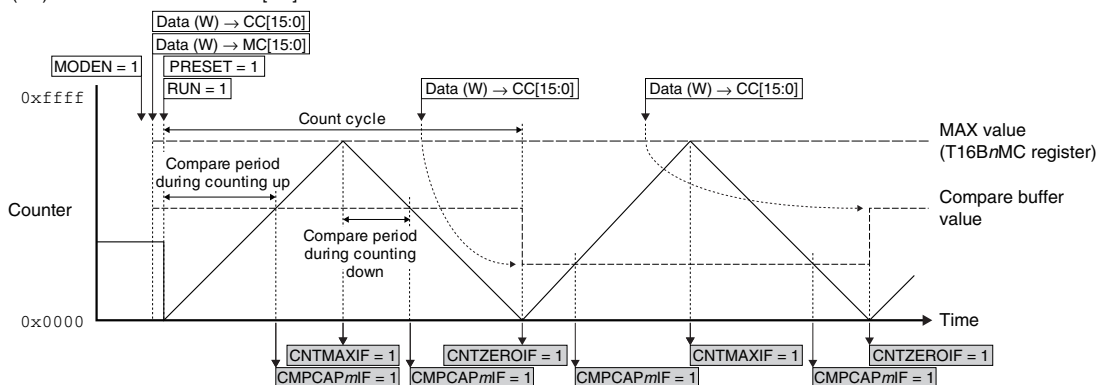 Data (W) → CC[15:0]
Data (W) → MC[15:0]
MODEN = 1
PRESET = 1
RUN = 1
Data (W) → CC[15:0]
Data (W) → CC[15:0]
0xffff
Count cycle
MAX value
(T16BnMC register)
Compare period
during counting up
Counter
Compare period
during counting
down
Compare buffer
value
0x0000
Time
CNTMAXIF = 1
CNTZEROIF = 1
CNTMAXIF = 1
CNTZEROIF = 1
CMPCAPmIF = 1
CMPCAPmIF = 1
CMPCAPmIF = 1
CMPCAPmIF = 1